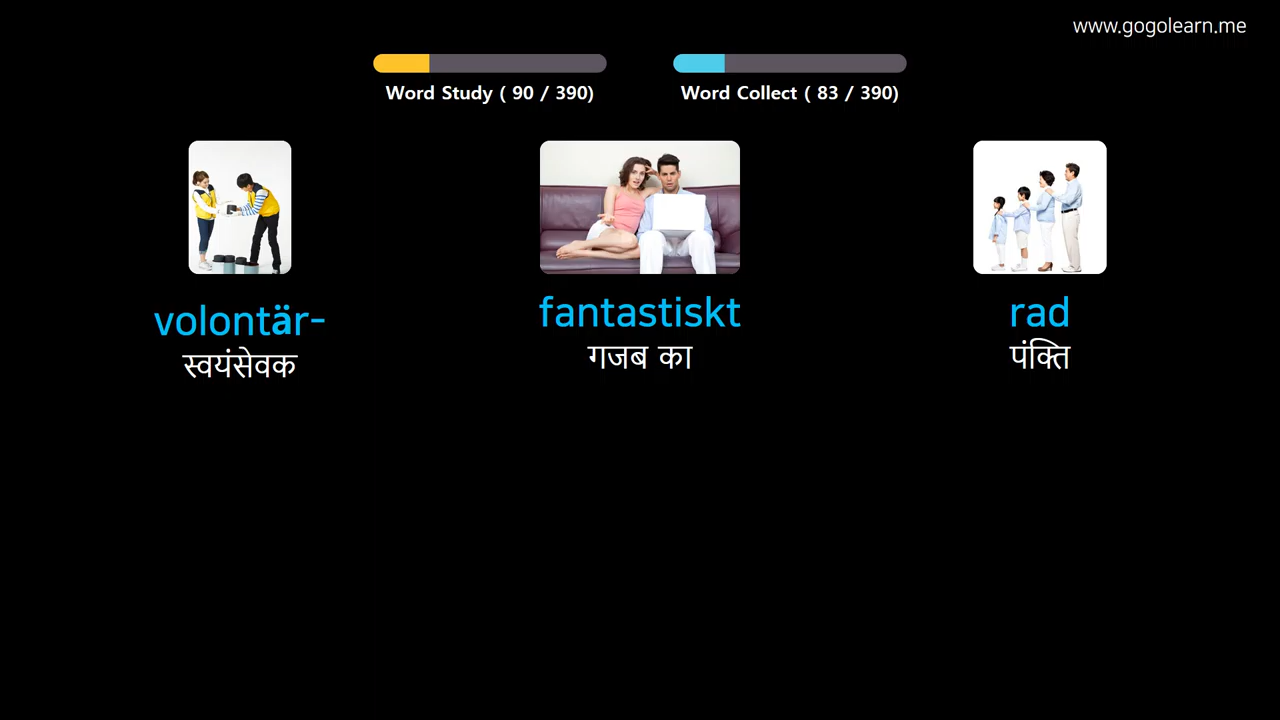 www.gogolearn.me
Word Study ( 90 / 390)
Word Collect ( 83 / 390)
volontär-
स्वयंसेवक
fantastiskt
गजब का
rad
पंक्ति